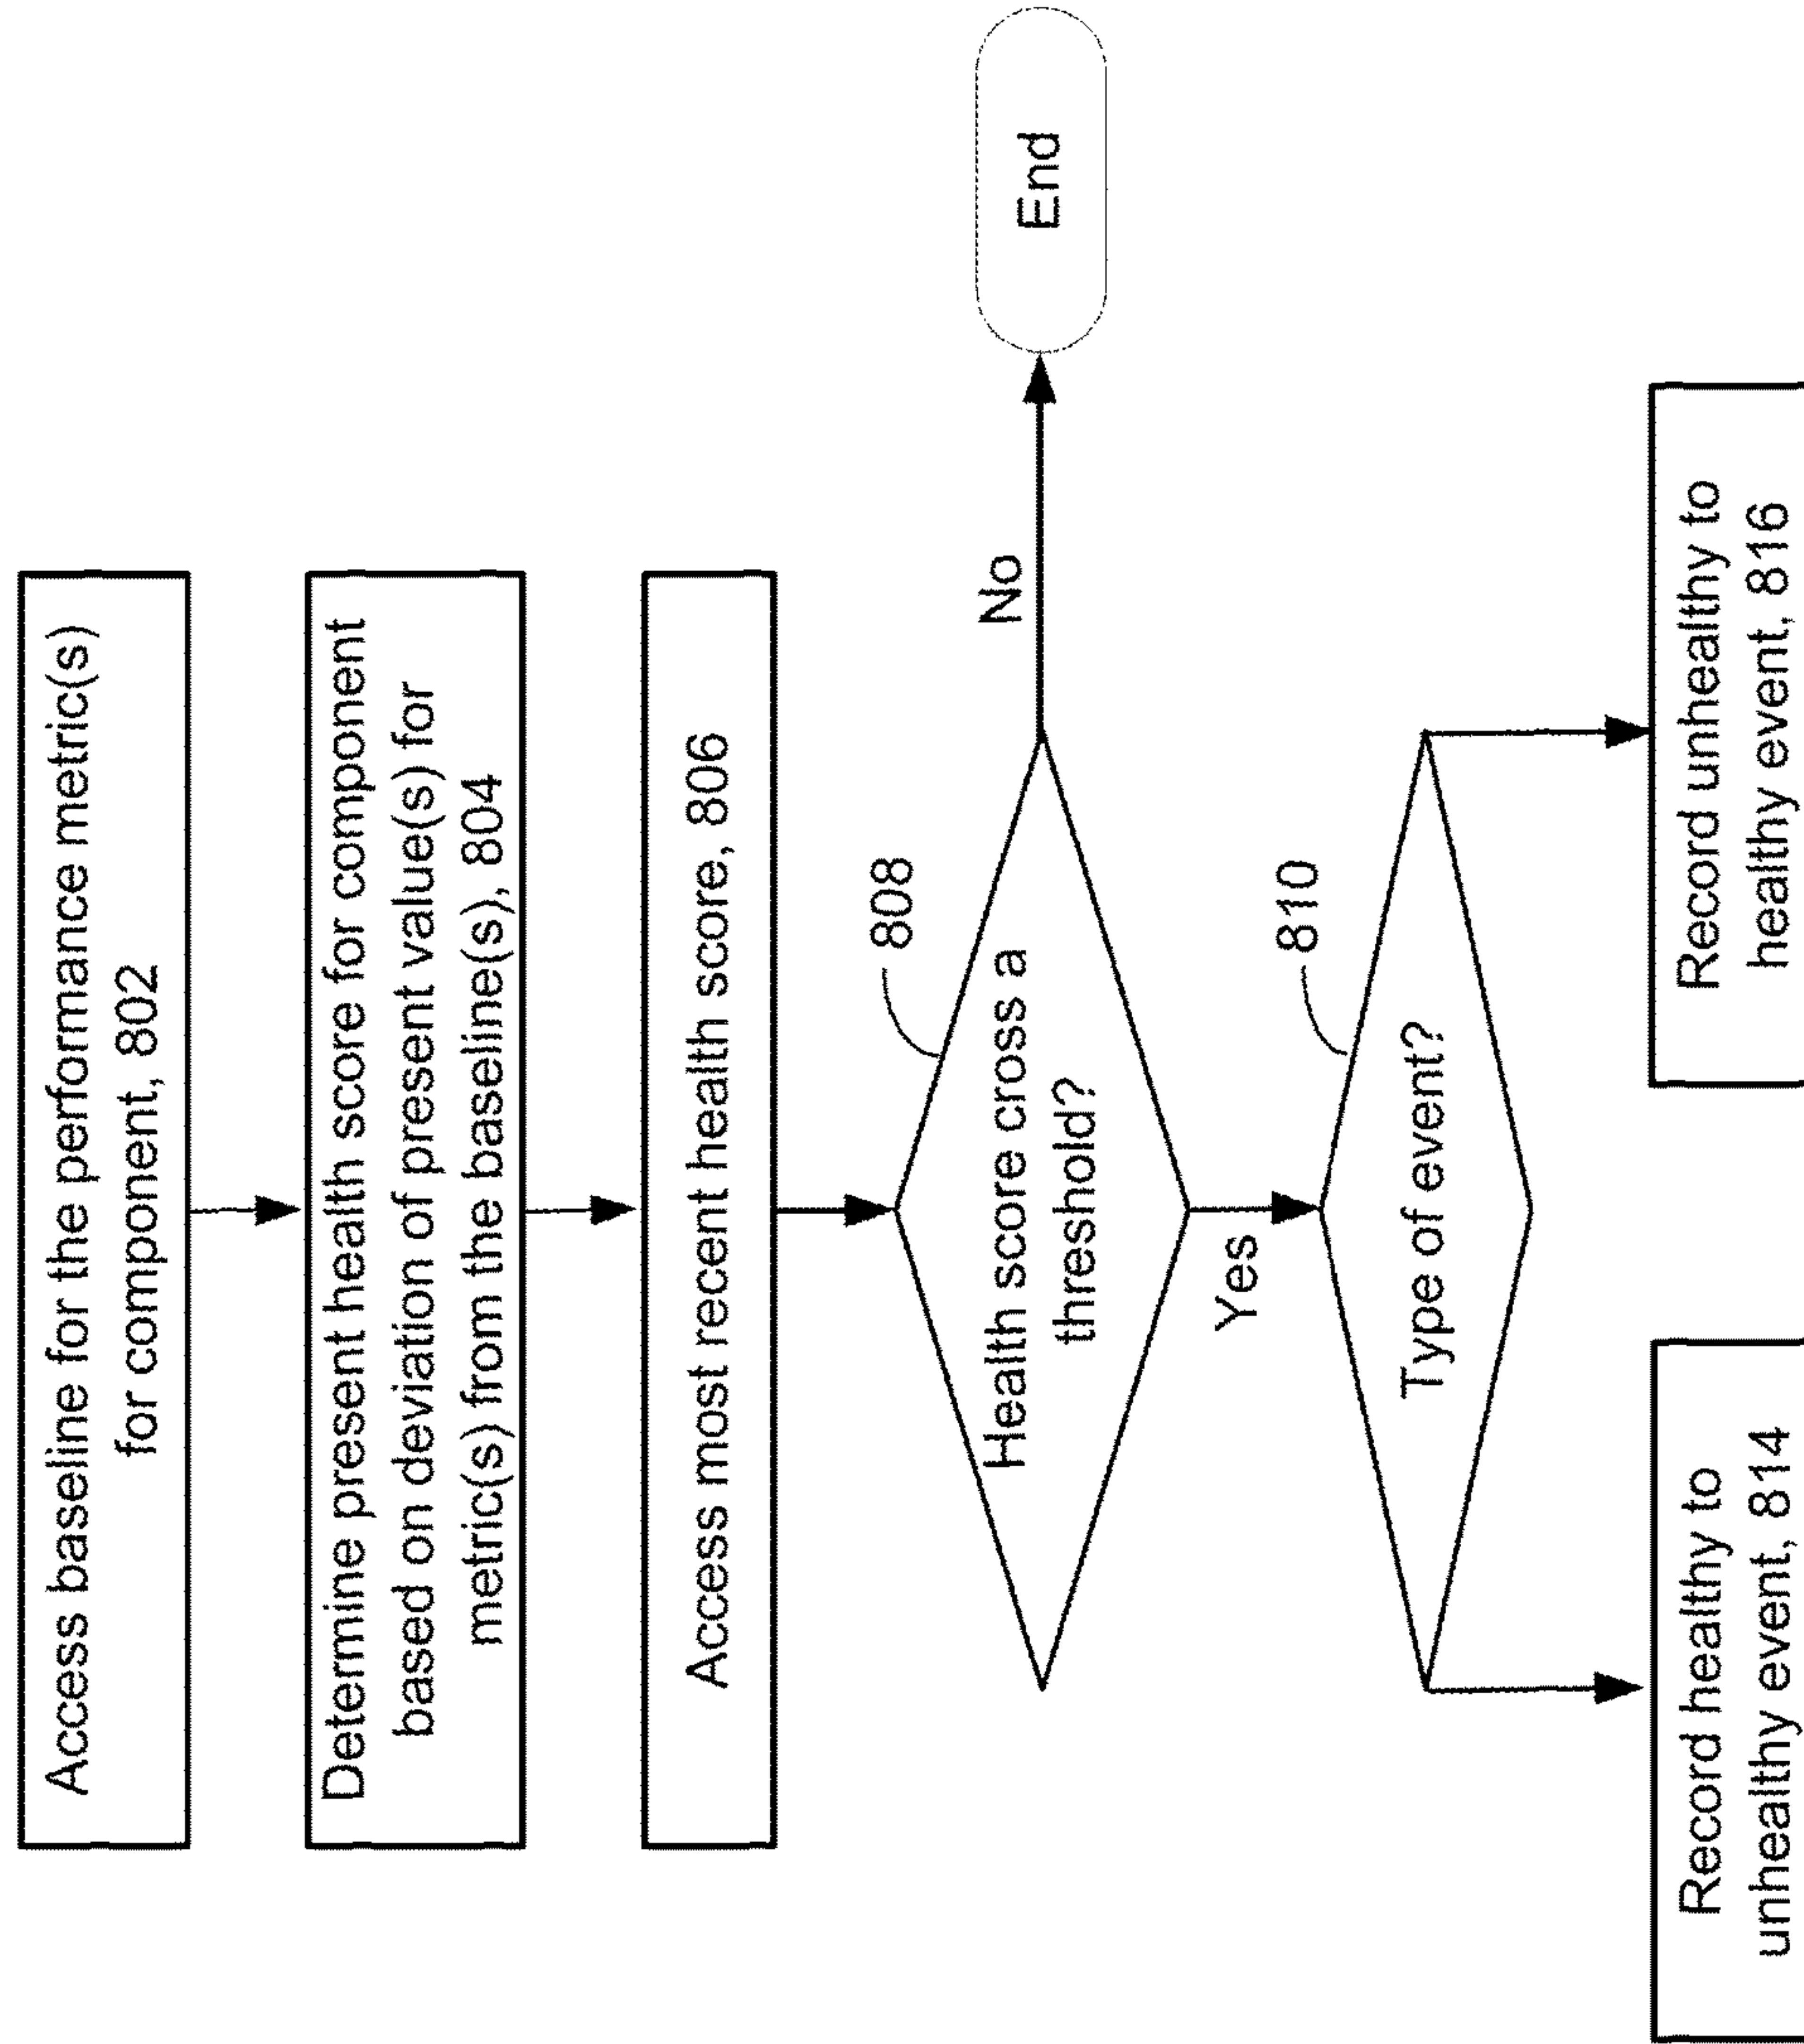 Access baseline for the performance metric(s)
for component, 802
Determine present health score for component
based on deviation of present value(s) for
metric(s) from the baseline(s), 804
Access most recent health score, 806
808
Health score cross a
threshold?
No
End
Yes
810
Type of event?
Record healthy to
unhealthy event, 814
Record unhealthy to
healthy event, 816